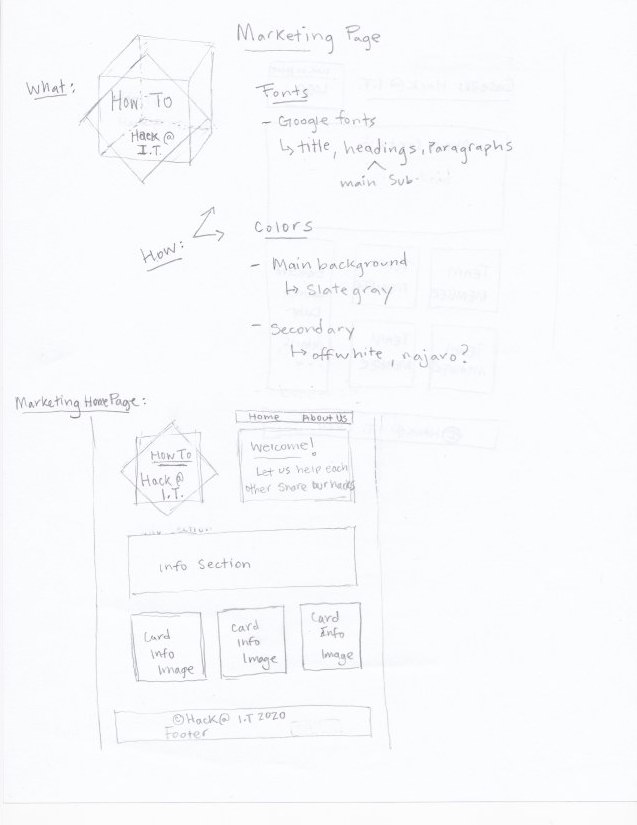 Marketing Page
What:
How To
Hack @
I.T.
Fonts
- Google fonts
↳ title, headings, Paragraphs
main Sub-
How:
Colors
- Main background
↳ Slate gray
- Secondary
↳ offwhite, najaro?
Marketing HomePage:
Home About Us
HOW TO
Hack @
I.T.
Welcome!
Let us help each
other Share our hacks
Info Section
Card
Info
Image
Card
Info
Image
Card
Info
Image
©Hack@ I.T 2020
Footer